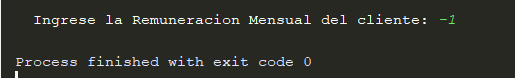 Ingrese la Remuneracion Mensual del cliente: -1
Process finished with exit code 0